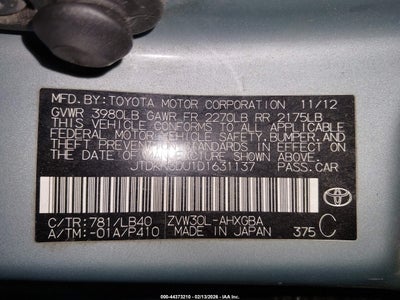 MFD. BY: TOYOTA MOTOR CORPORATION 11/12
GVWR 3980LB GAWR FR 2270LB RR 2175LB
THIS VEHICLE CONFORMS TO ALL APPLICABLE
FEDERAL MOTOR VEHICLE SAFETY, BUMPER, AND
THEFT PREVENTION STANDARDS IN EFFECT ON
THE DATE OF MANUFACTURE SHOWN ABOVE.
PASS. CAR
C/TR: 781/LB40 ZVW30L-AHXGBA
A/TM: -01A/P410 MADE IN JAPAN 375 C
TOYOTA
000-44373210 - 02/13/2026 - IAA Inc.